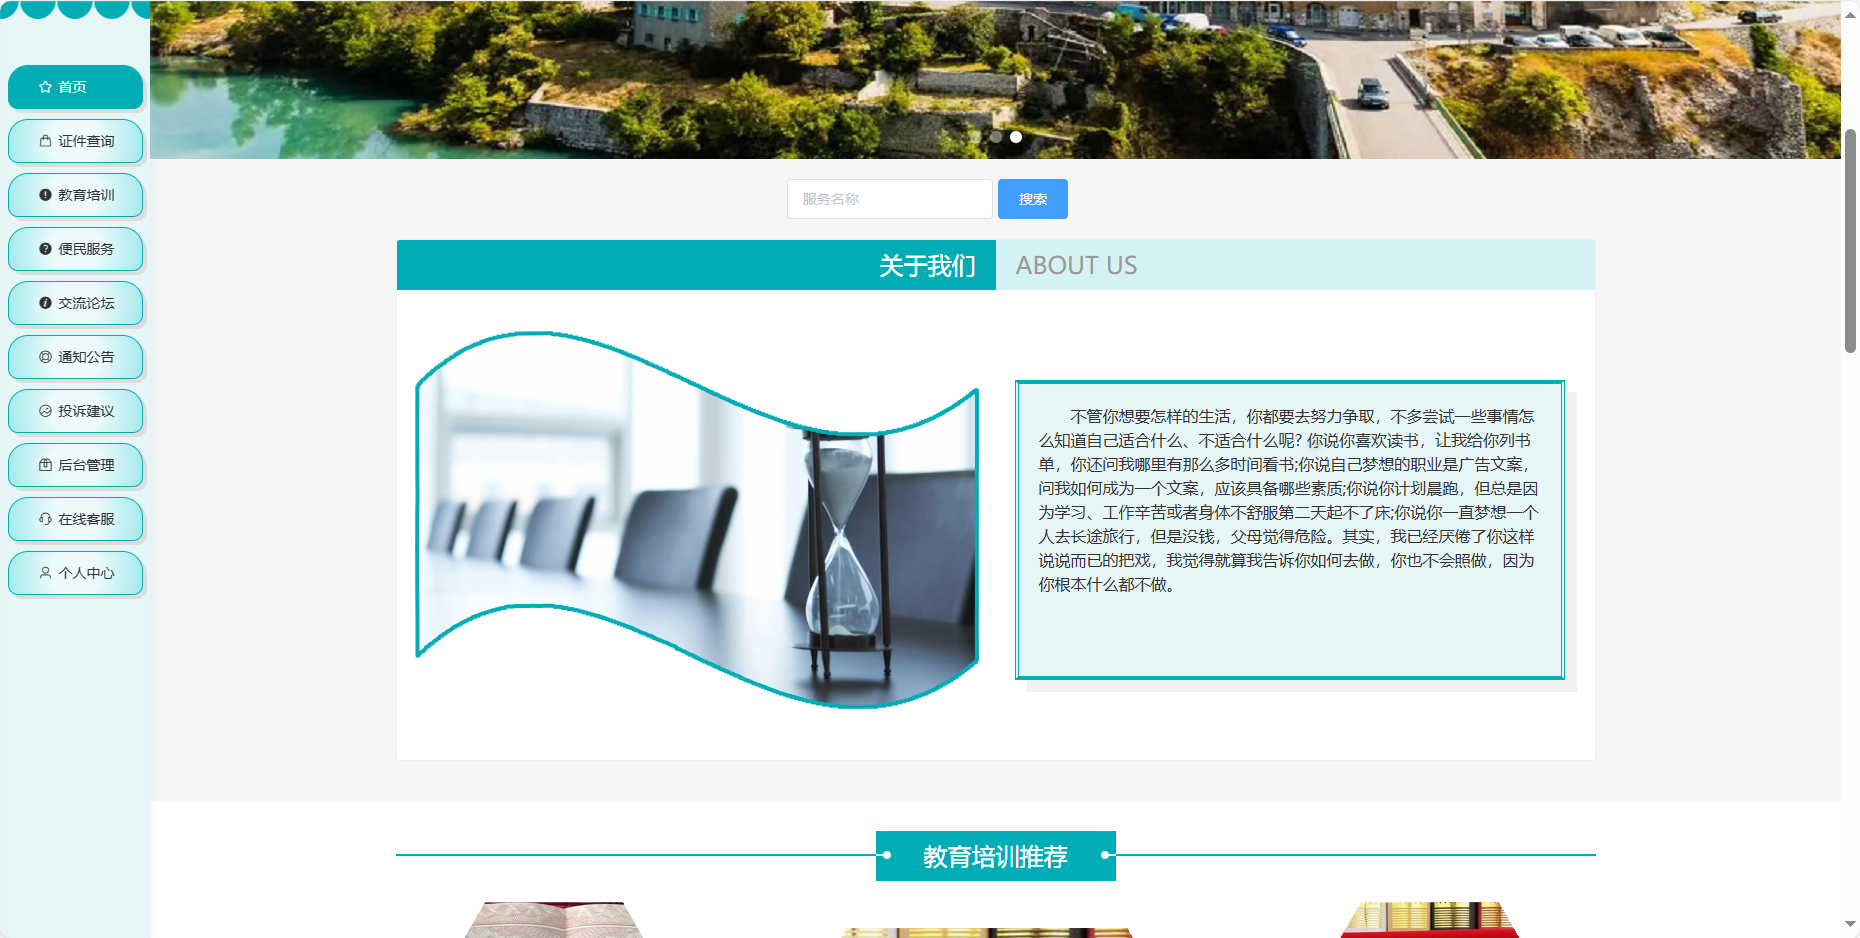 首页
证件查询
教育培训
便民服务
交流论坛
通知公告
投诉建议
后台管理
在线客服
个人中心
服务名称
搜索
关于我们
ABOUT US
不管你想要怎样的生活，你都要去努力争取，不多尝试一些事情怎
么知道自己适合什么、不适合什么呢? 你说你喜欢读书，让我给你列书
单，你还问我哪里有那么多时间看书;你说自己梦想的职业是广告文案，
问我如何成为一个文案，应该具备哪些素质;你说你计划晨跑，但总是因
为学习、工作辛苦或者身体不舒服第二天起不了床;你说你一直梦想一个
人去长途旅行，但是没钱，父母觉得危险。其实，我已经厌倦了你这样
说说而已的把戏，我觉得就算我告诉你如何去做，你也不会照做，因为
你根本什么都不做。
教育培训推荐